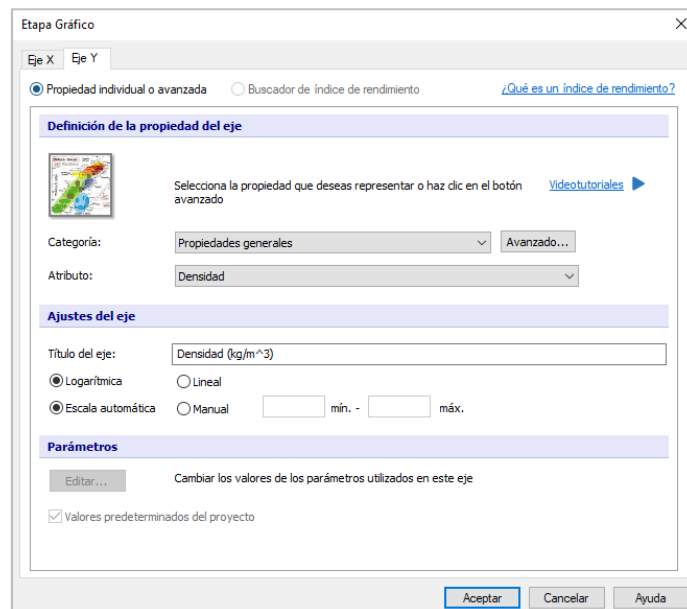 Etapa Gráfico
Eje X Eje Y
Propiedad individual o avanzada Buscador de índice de rendimiento ¿Qué es un índice de rendimiento?
Definición de la propiedad del eje
Selecciona la propiedad que deseas representar o haz clic en el botón
avanzado
Videotutoriales
Categoría: Propiedades generales Avanzado...
Atributo: Densidad
Ajustes del eje
Título del eje: Densidad (kg/m^3)
Logarítmica Lineal
Escala automática Manual mín. - máx.
Parámetros
Editar... Cambiar los valores de los parámetros utilizados en este eje
Valores predeterminados del proyecto
Aceptar Cancelar Ayuda